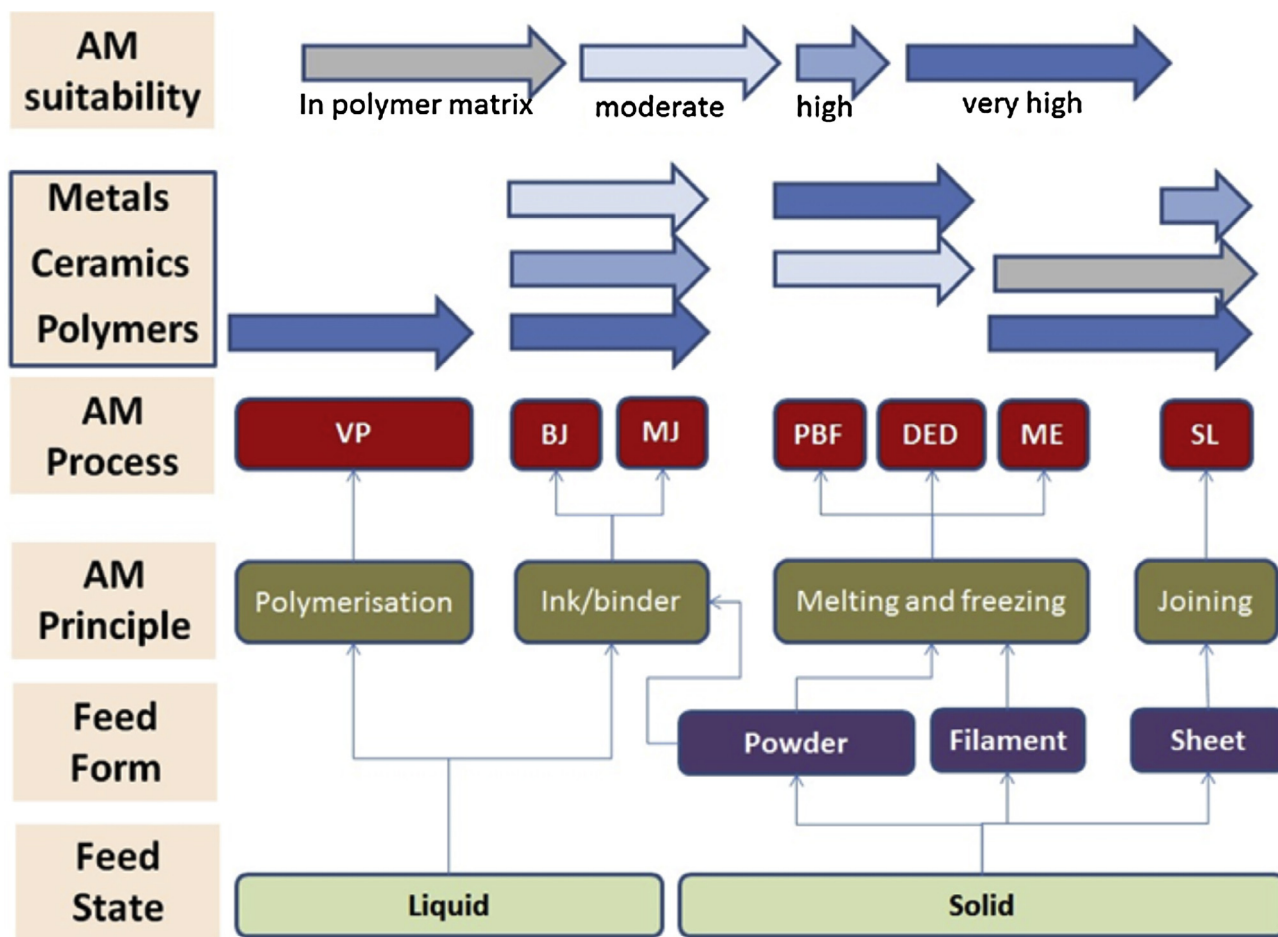 AM
suitability
In polymer matrix
moderate
high
very high
Metals
Ceramics
Polymers
AM
Process
VP
BJ
MJ
PBF
DED
ME
SL
AM
Principle
Polymerisation
Ink/binder
Melting and freezing
Joining
Feed
Form
Powder
Filament
Sheet
Feed
State
Liquid
Solid